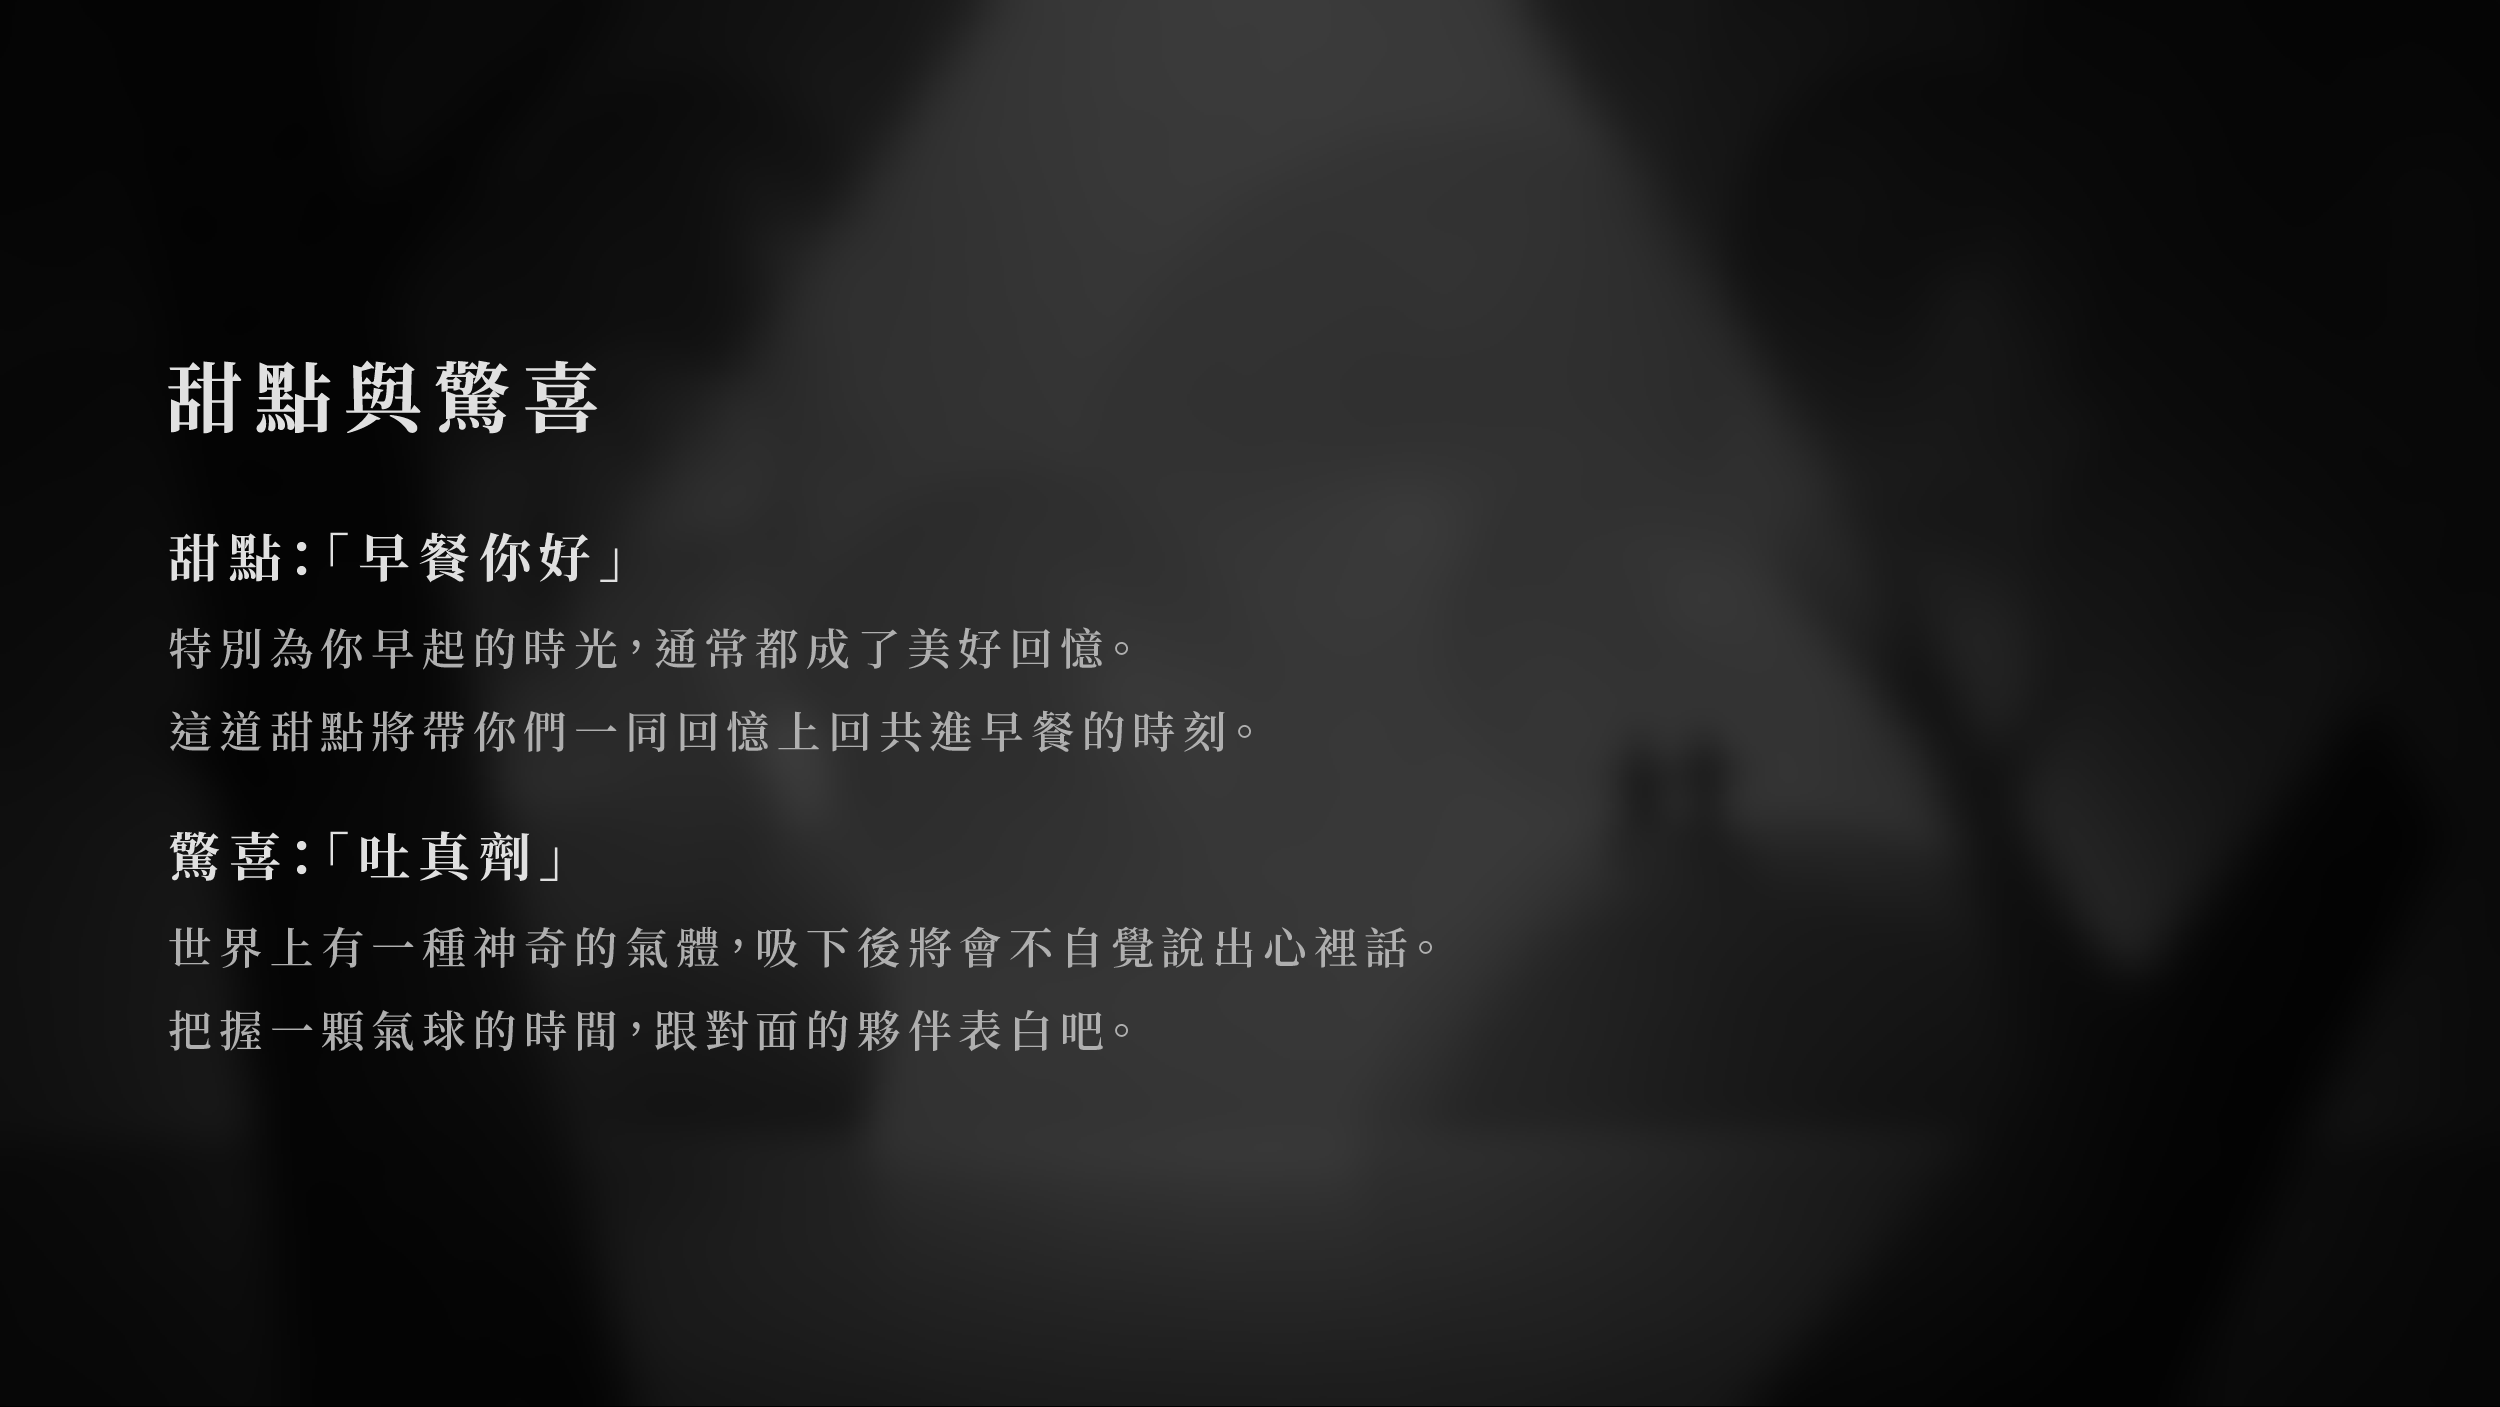 甜點與驚喜
甜點：「早餐你好」
特別為你早起的時光，通常都成了美好回憶。
這道甜點將帶你們一同回憶上回共進早餐的時刻。
驚喜：「吐真劑」
世界上有一種神奇的氣體，吸下後將會不自覺說出心裡話。
把握一顆氣球的時間，跟對面的夥伴表白吧。